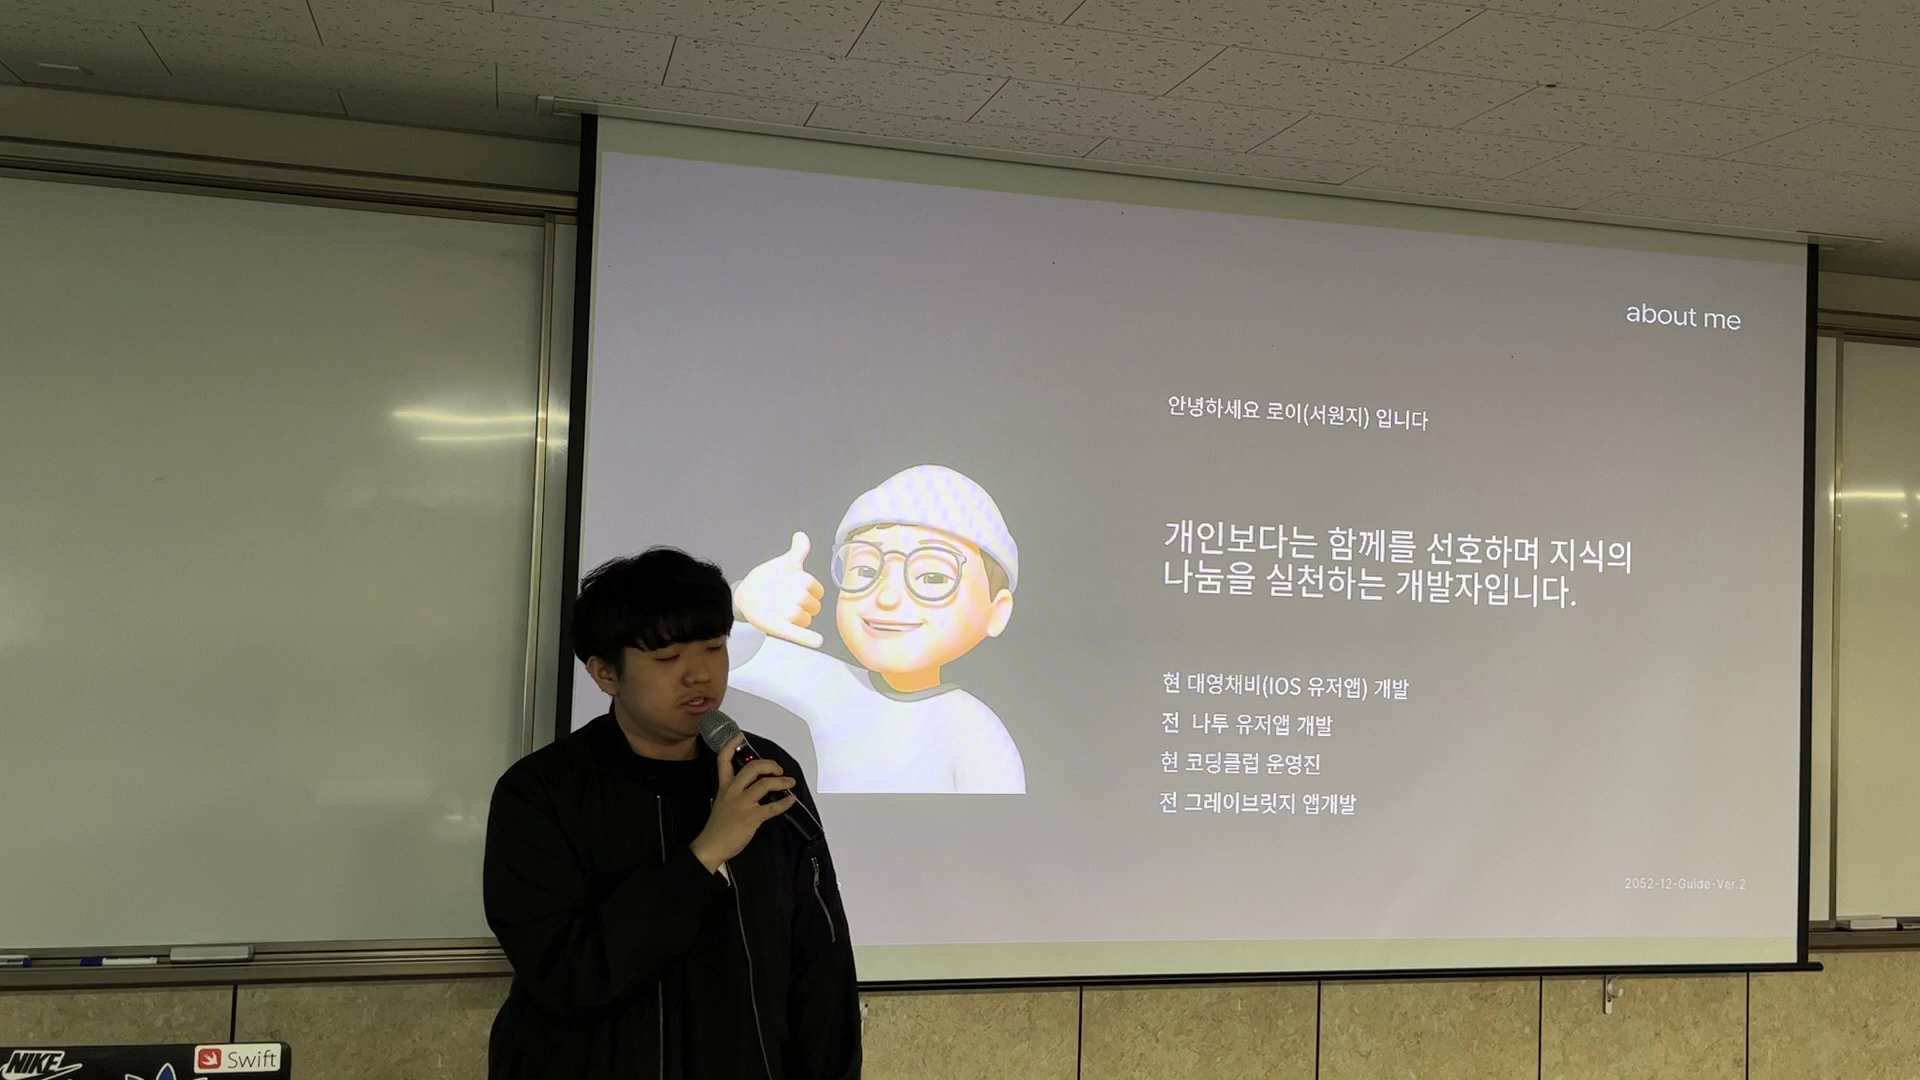 about me
안녕하세요 로이(서원지) 입니다
개인보다는 함께를 선호하며 지식의
나눔을 실천하는 개발자입니다.
현 대영채비(IOS 유저앱) 개발
전 나투 유저앱 개발
현 코딩클럽 운영진
전 그레이브릿지 앱개발
2052-12-Guide-Ver.2
NIKE
Swift